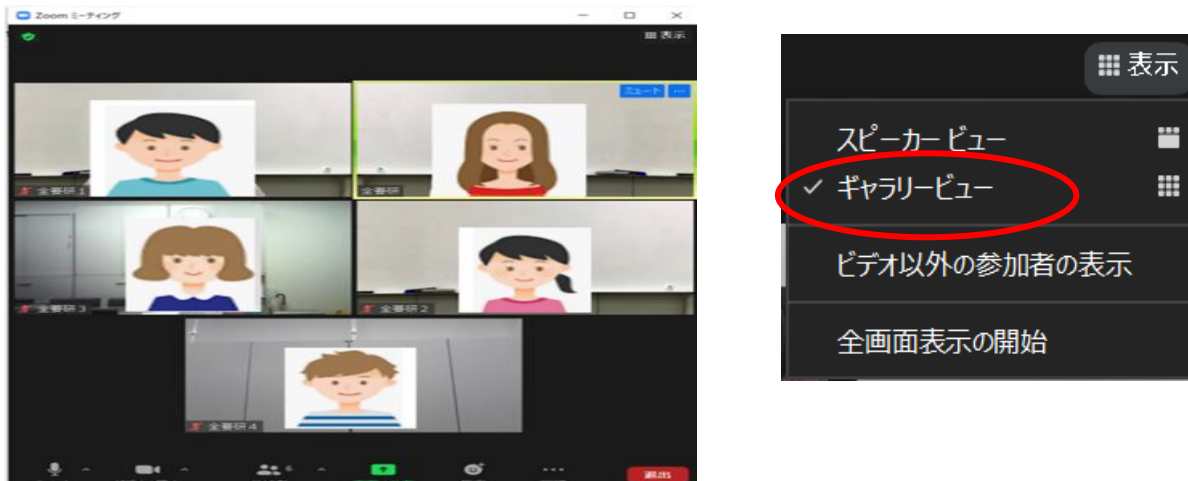 Zoom ミーティング
表示
ミュート
全要研1
全要研
全要研3
全要研2
全要研4
6
退出
表示
スピーカー ビュー
ギャラリービュー
ビデオ以外の参加者の表示
全画面表示の開始